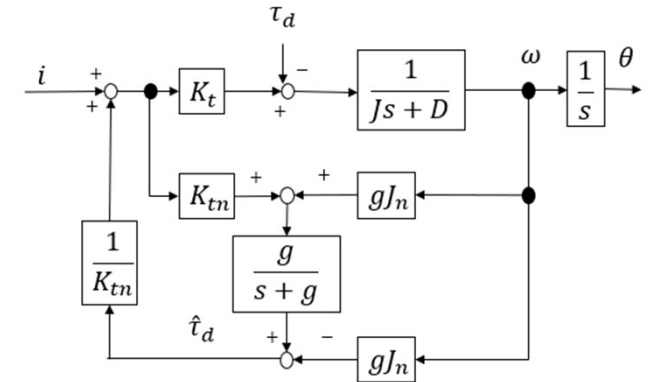 τ_d
i + + K_t + − 1/(Js + D) ω 1/s θ
K_tn + + gJ_n
1/K_tn g/(s + g)
τ̂_d + − gJ_n